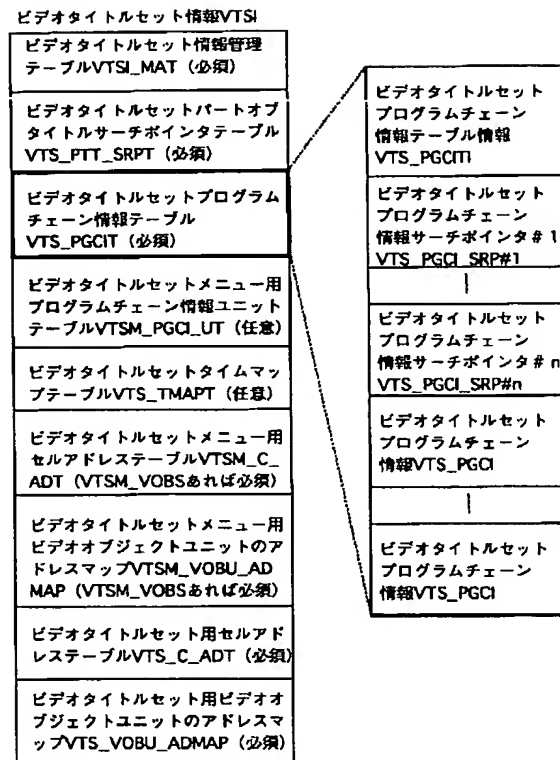 ビデオタイトルセット情報VTSI
ビデオタイトルセット情報管理
テーブルVTSI_MAT（必須）
ビデオタイトルセットパートオブ
タイトルサーチポインタテーブル
VTS_PTT_SRPT（必須）
ビデオタイトルセットプログラム
チェーン情報テーブル
VTS_PGCIT（必須）
ビデオタイトルセットメニュー用
プログラムチェーン情報ユニット
テーブルVTSM_PGCI_UT（任意）
ビデオタイトルセットタイムマッ
プテーブルVTS_TMAPT（任意）
ビデオタイトルセットメニュー用
セルアドレステーブルVTSM_C_
ADT（VTSM_VOBSあれば必須）
ビデオタイトルセットメニュー用
ビデオオブジェクトユニットのア
ドレスマップVTSM_VOBU_AD
MAP（VTSM_VOBSあれば必須）
ビデオタイトルセット用セルアド
レステーブルVTS_C_ADT（必須）
ビデオタイトルセット用ビデオオ
ブジェクトユニットのアドレスマ
ップVTS_VOBU_ADMAP（必須）
ビデオタイトルセット
プログラムチェーン
情報テーブル情報
VTS_PGCITI
ビデオタイトルセット
プログラムチェーン
情報サーチポインタ＃1
VTS_PGCI_SRP#1
ビデオタイトルセット
プログラムチェーン
情報サーチポインタ＃n
VTS_PGCI_SRP#n
ビデオタイトルセット
プログラムチェーン
情報VTS_PGCI
ビデオタイトルセット
プログラムチェーン
情報VTS_PGCI